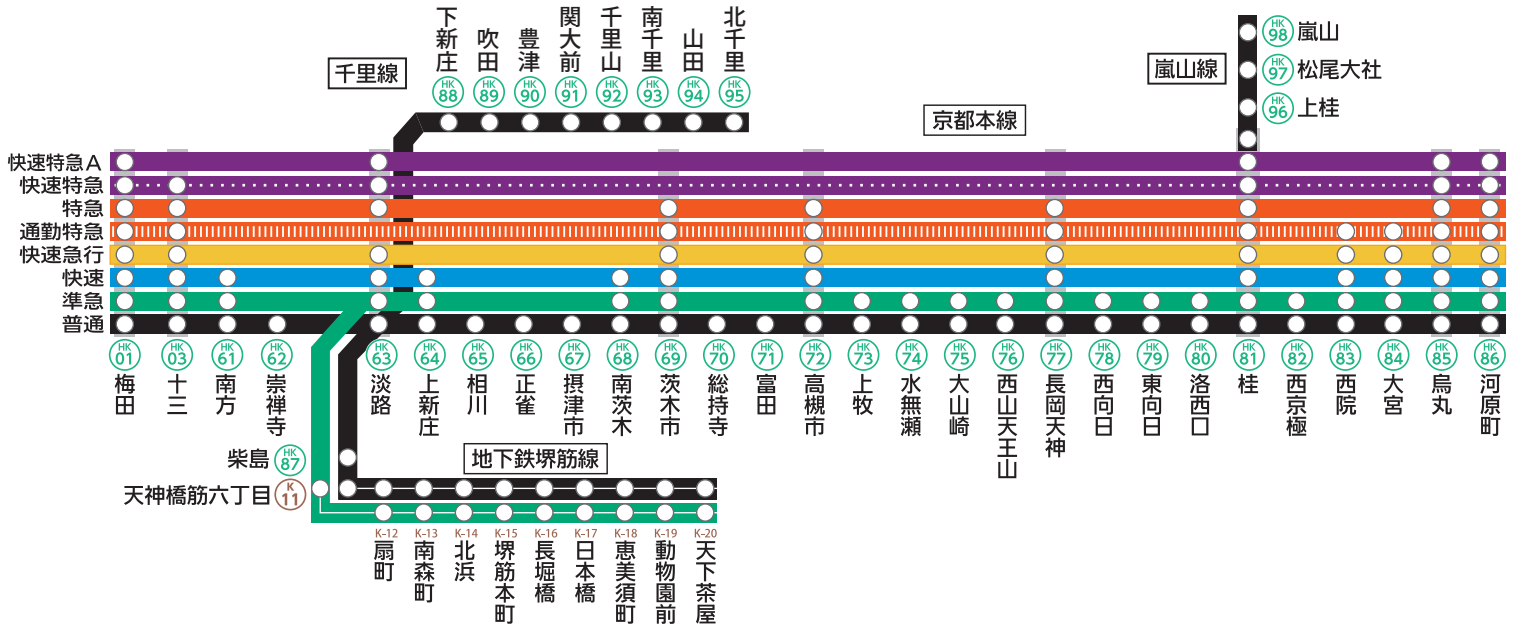 千里線
下新庄
吹田
豊津
関大前
千里山
南千里
山田
北千里
HK 88
HK 89
HK 90
HK 91
HK 92
HK 93
HK 94
HK 95
嵐山線
HK 98 嵐山
HK 97 松尾大社
HK 96 上桂
京都本線
快速特急A
快速特急
特急
通勤特急
快速急行
快速
準急
普通
HK 01
HK 03
HK 61
HK 62
HK 63
HK 64
HK 65
HK 66
HK 67
HK 68
HK 69
HK 70
HK 71
HK 72
HK 73
HK 74
HK 75
HK 76
HK 77
HK 78
HK 79
HK 80
HK 81
HK 82
HK 83
HK 84
HK 85
HK 86
梅田
十三
南方
崇禅寺
淡路
上新庄
相川
正雀
摂津市
南茨木
茨木市
総持寺
富田
高槻市
上牧
水無瀬
大山崎
西山天王山
長岡天神
西向日
東向日
洛西口
桂
西京極
西院
大宮
烏丸
河原町
柴島 HK 87
天神橋筋六丁目 K 11
地下鉄堺筋線
K-12
K-13
K-14
K-15
K-16
K-17
K-18
K-19
K-20
扇町
南森町
北浜
堺筋本町
長堀橋
日本橋
恵美須町
動物園前
天下茶屋